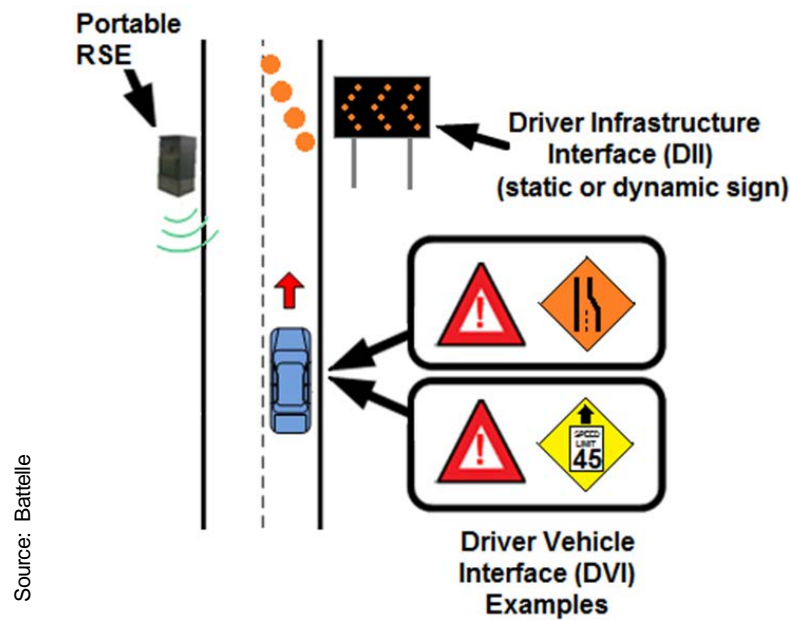 Portable
RSE
Driver Infrastructure
Interface (DII)
(static or dynamic sign)
!
!
SPEED
LIMIT
45
Driver Vehicle
Interface (DVI)
Examples
Source: Battelle